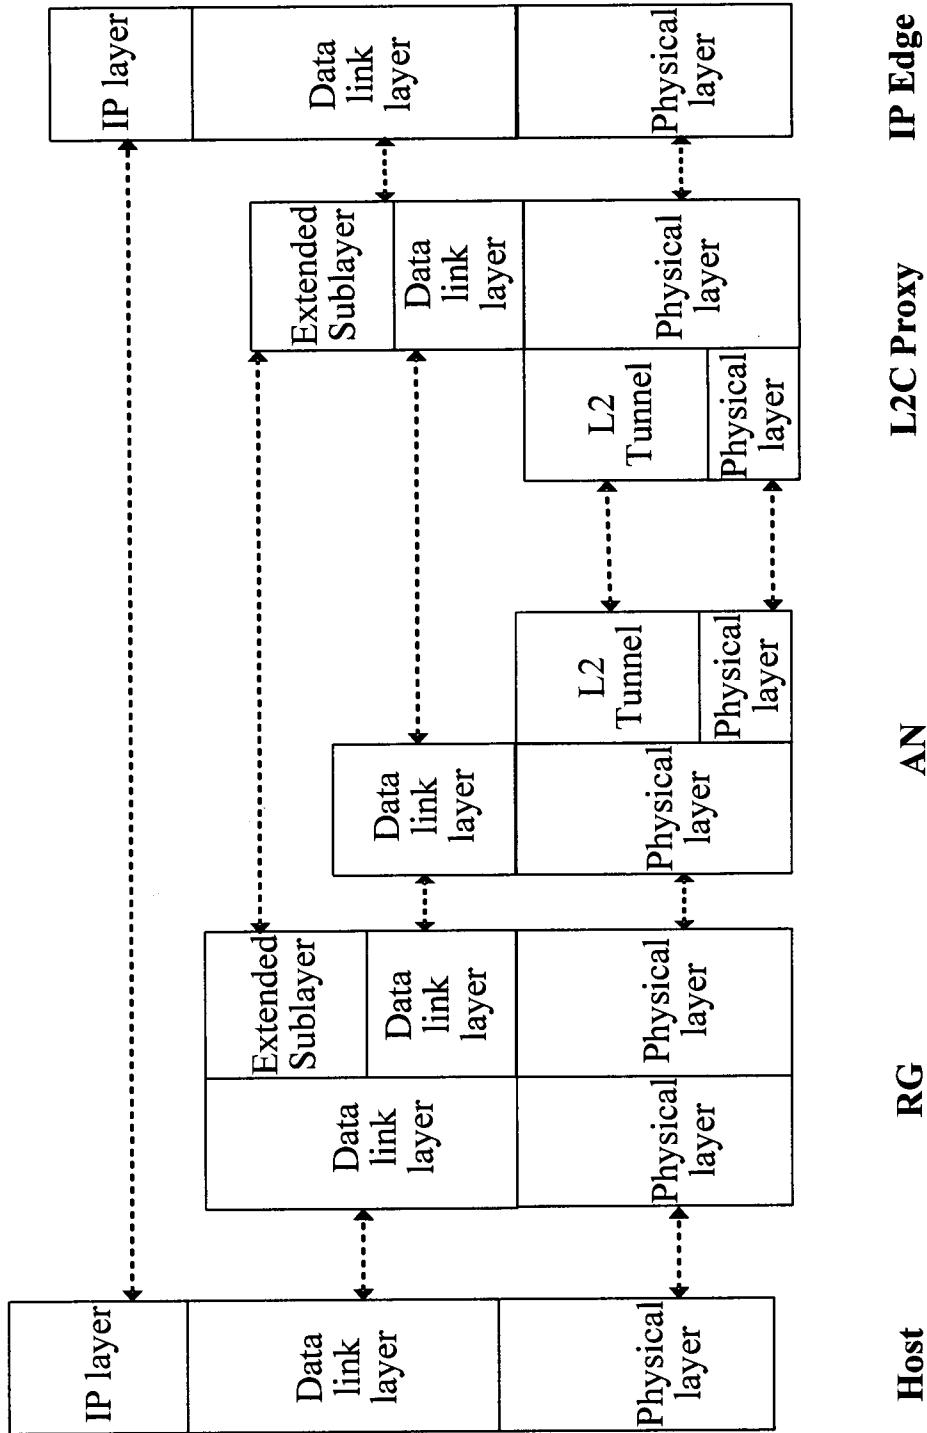 IP layer
Data
link
layer
Physical
layer
Host
Data
link
layer
Physical
layer
Extended
Sublayer
Data
link
layer
Physical
layer
RG
Data
link
layer
Physical
layer
L2
Tunnel
Physical
layer
AN
L2
Tunnel
Physical
layer
Extended
Sublayer
Data
link
layer
Physical
layer
L2C Proxy
IP layer
Data
link
layer
Physical
layer
IP Edge